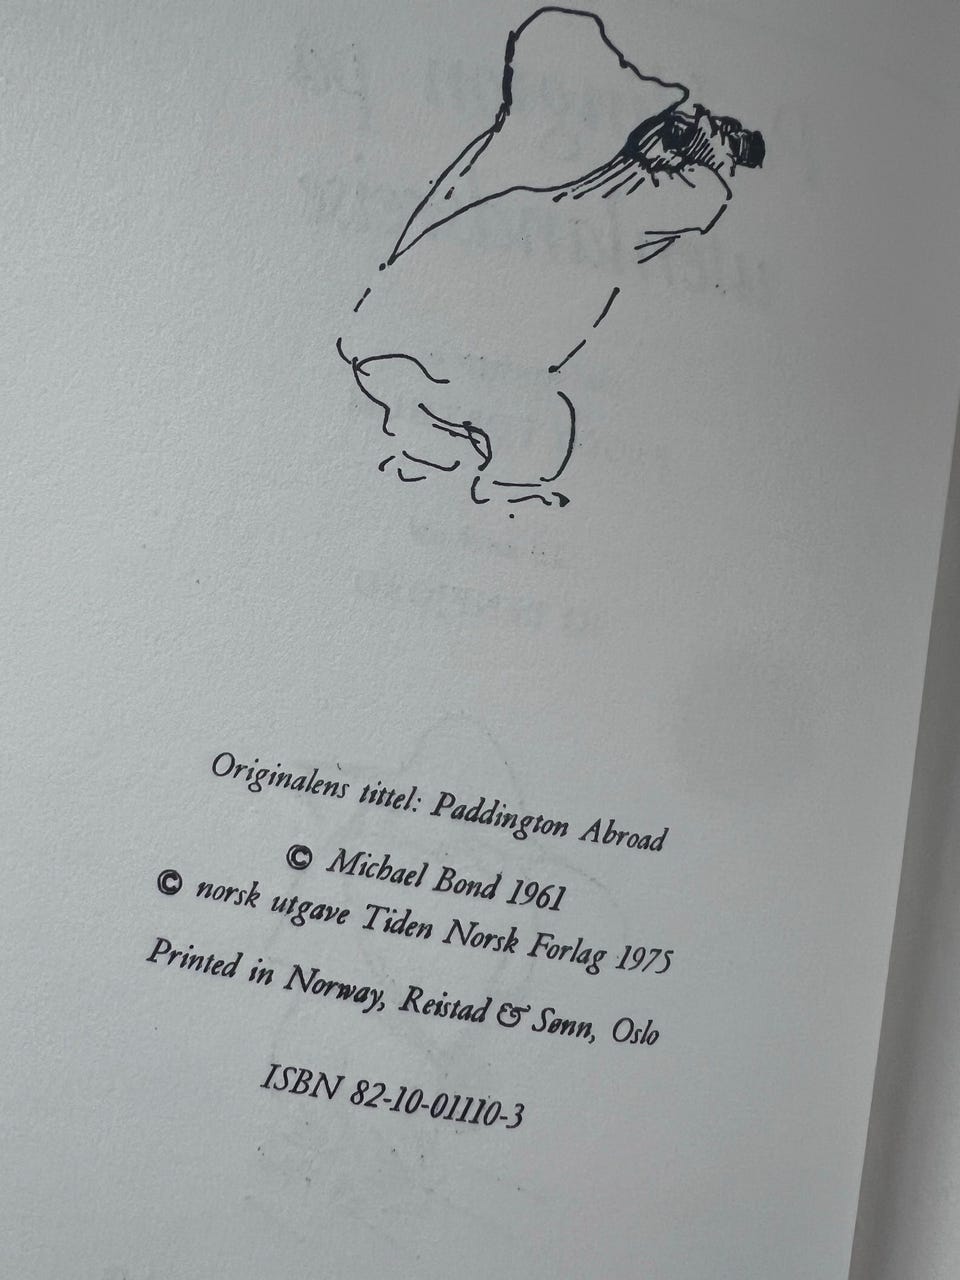 Originalens tittel: Paddington Abroad
© Michael Bond 1961
© norsk utgave Tiden Norsk Forlag 1975
Printed in Norway, Reistad & Sønn, Oslo
ISBN 82-10-01110-3